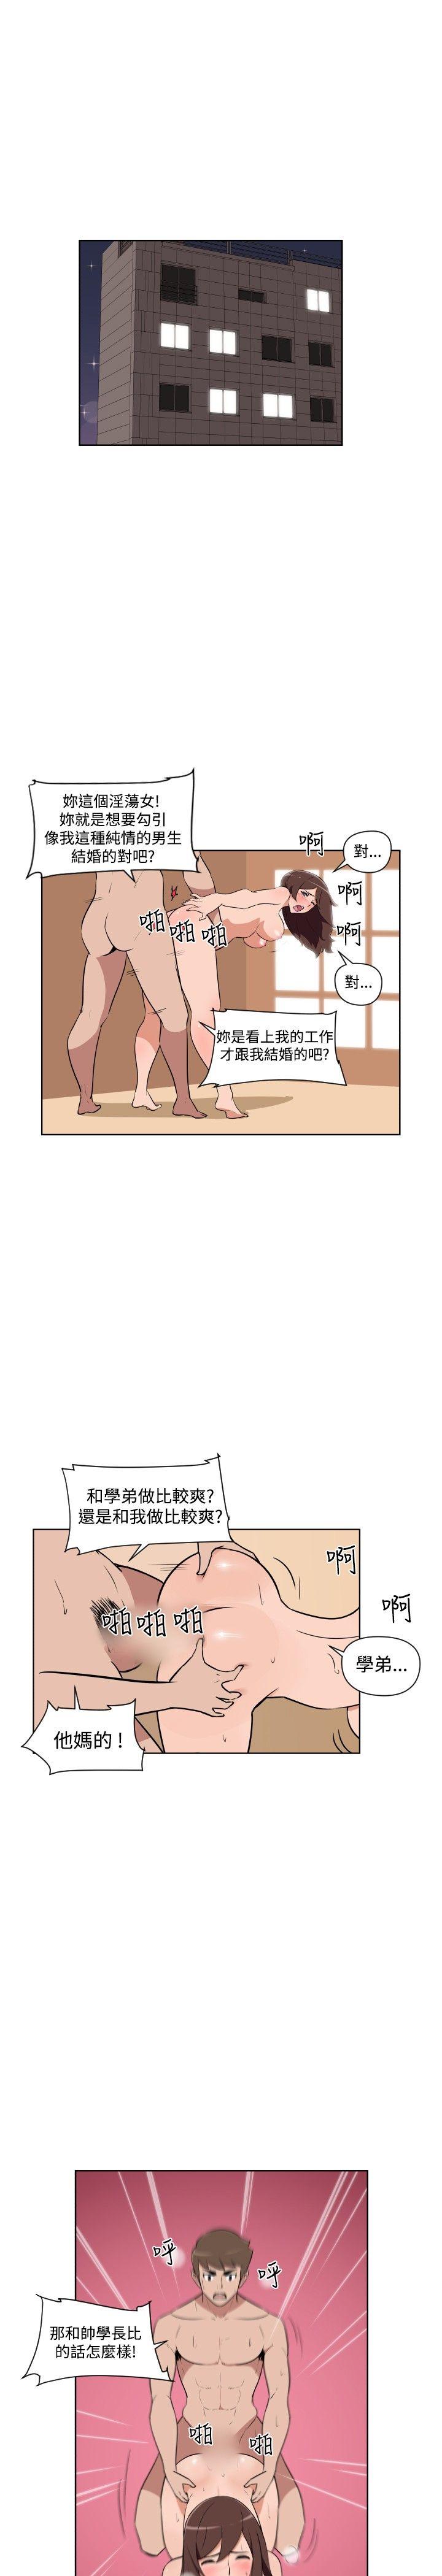 妳這個淫蕩女!
妳就是想要勾引
像我這種純情的男生
結婚的對吧?
啊
對...
啊
啊
啪
啪
啪
對...
妳是看上我的工作
才跟我結婚的吧?
和學弟做比較爽?
還是和我做比較爽?
啊
啊
啪
啪
啪
學弟...
他媽的!
呼
呼
那和帥學長比
的話怎麼樣!
啪
啪